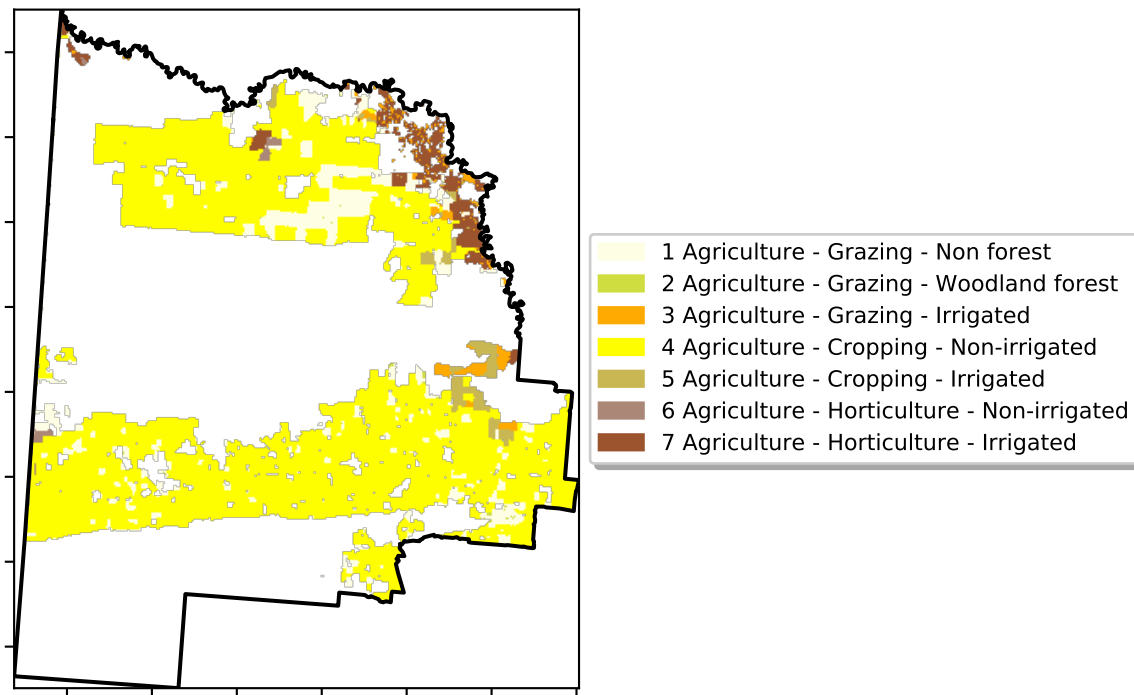 1 Agriculture - Grazing - Non forest
2 Agriculture - Grazing - Woodland forest
3 Agriculture - Grazing - Irrigated
4 Agriculture - Cropping - Non-irrigated
5 Agriculture - Cropping - Irrigated
6 Agriculture - Horticulture - Non-irrigated
7 Agriculture - Horticulture - Irrigated